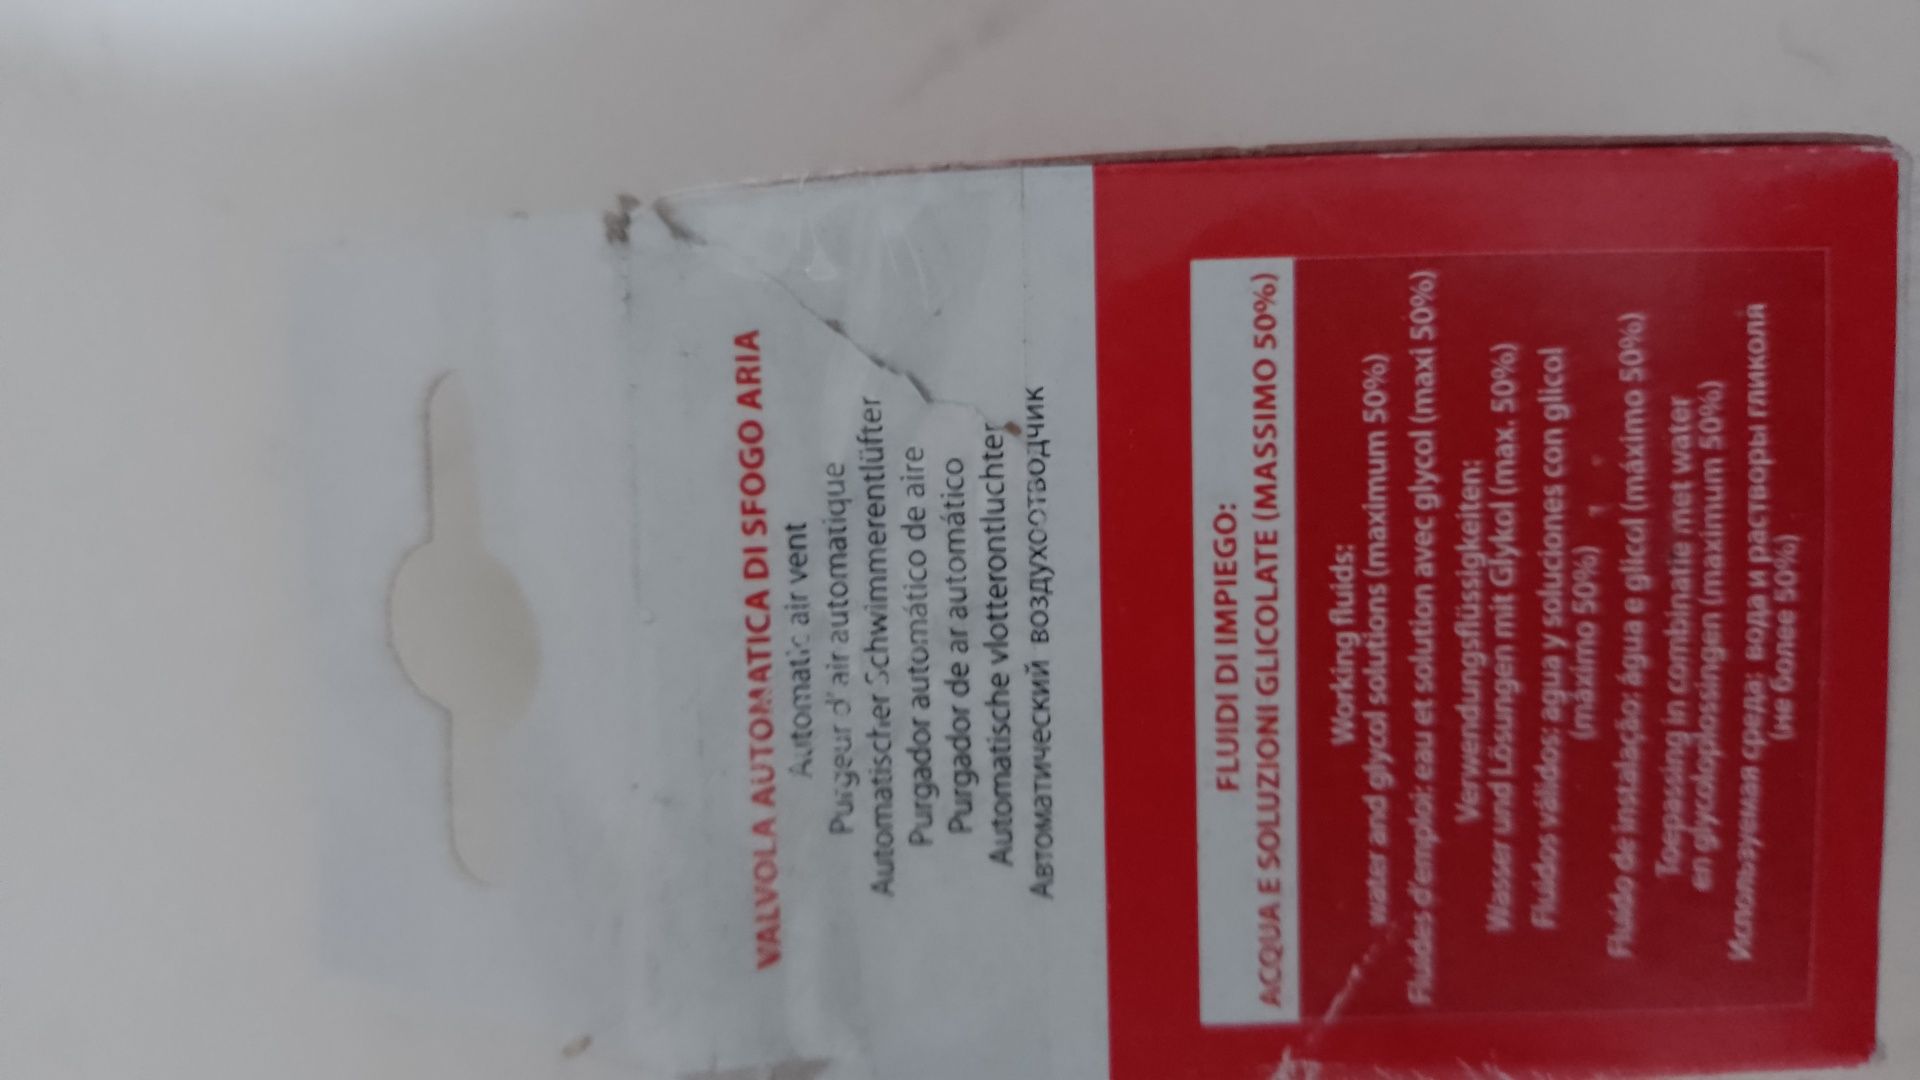 VALVOLA AUTOMATICA DI SFOGO ARIA
Automatic air vent
Purgeur d' air automatique
Automatischer Schwimmerentlüfter
Purgador automático de aire
Purgador de ar automático
Automatische vlotterontluchter
Автоматический воздухоотводчик
FLUIDI DI IMPIEGO:
ACQUA E SOLUZIONI GLICOLATE (MASSIMO 50%)
Working fluids:
water and glycol solutions (maximum 50%)
Fluides d'emploi: eau et solution avec glycol (maxi 50%)
Verwendungsflüssigkeiten:
Wasser und Lösungen mit Glykol (max. 50%)
Fluidos válidos: agua y soluciones con glicol
(máximo 50%)
Fluido de instalação: água e glicol (máximo 50%)
Toepassing in combinatie met water
en glycoloplossingen (maximum 50%)
Используемая среда: вода и растворы гликоля
(не более 50%)